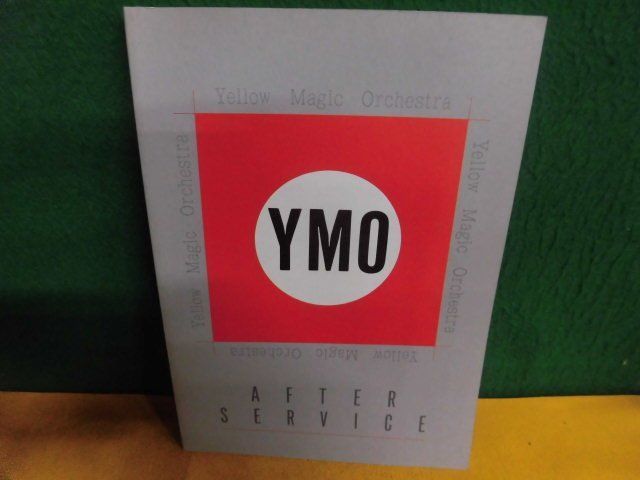 Yellow Magic Orchestra
Yellow Magic Orchestra
Yellow Magic Orchestra
YMO
Yellow Magic Orchestra
AFTER
SERVICE